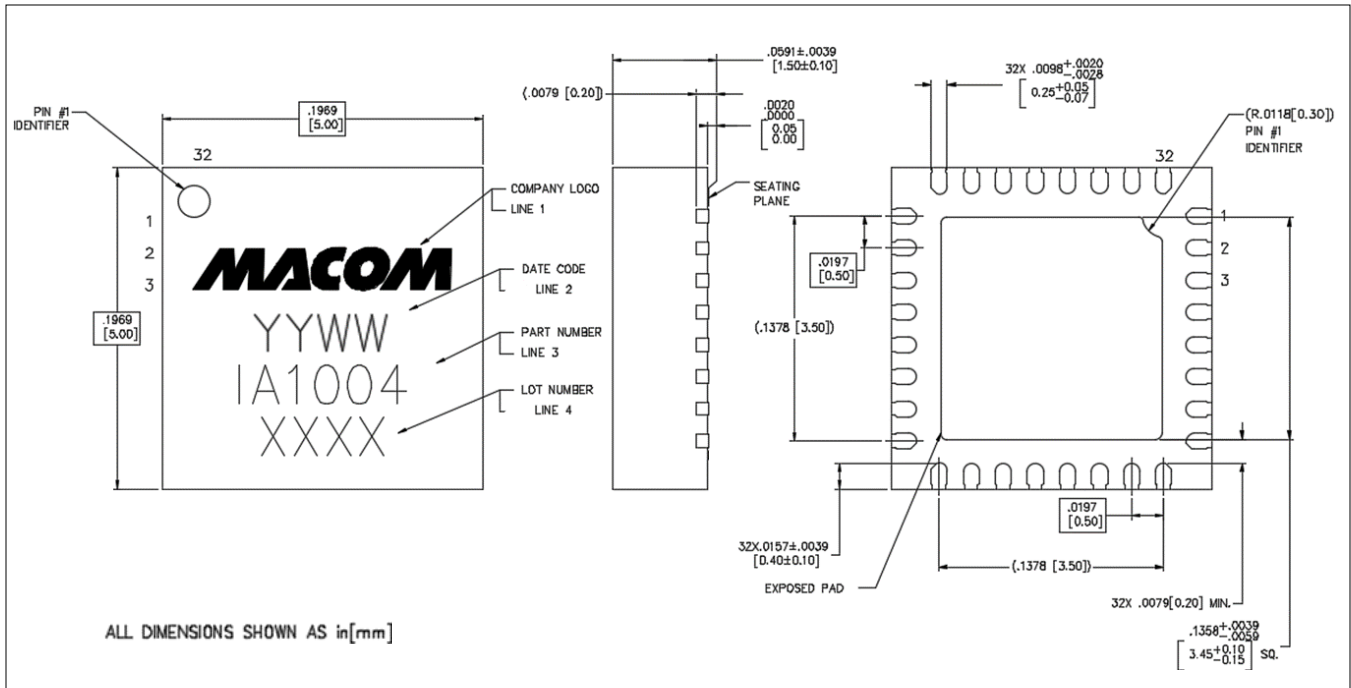 PIN #1
IDENTIFIER
.1969
[5.00]
32
1
2
3
.1969
[5.00]
MACOM
YYWW
IA1004
XXXX
COMPANY LOGO
LINE 1
DATE CODE
LINE 2
PART NUMBER
LINE 3
LOT NUMBER
LINE 4
.0591±.0039
[1.50±0.10]
(.0079 [0.20])
.0020
.0000
[0.05
0.00]
SEATING
PLANE
32X .0098+.0020
-.0028
[0.25+0.05
-0.07]
(R.0118[0.30])
PIN #1
IDENTIFIER
32
1
2
3
.0197
[0.50]
(.1378 [3.50])
.0197
[0.50]
32X.0157±.0039
[0.40±0.10]
EXPOSED PAD
(.1378 [3.50])
32X .0079[0.20] MIN.
.1358+.0039
-.0059
[3.45+0.10
-0.15] SQ.
ALL DIMENSIONS SHOWN AS in[mm]